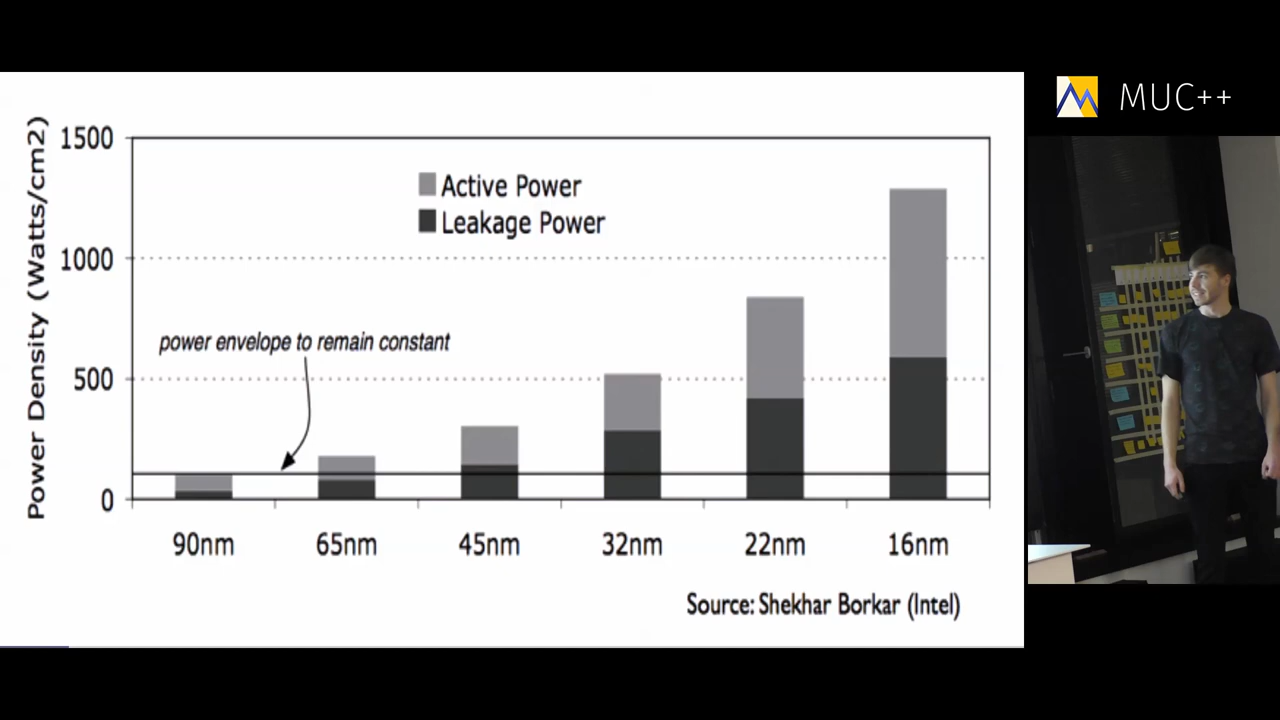 MUC++
Power Density (Watts/cm2)
1500
1000
500
0
Active Power
Leakage Power
power envelope to remain constant
90nm
65nm
45nm
32nm
22nm
16nm
Source: Shekhar Borkar (Intel)